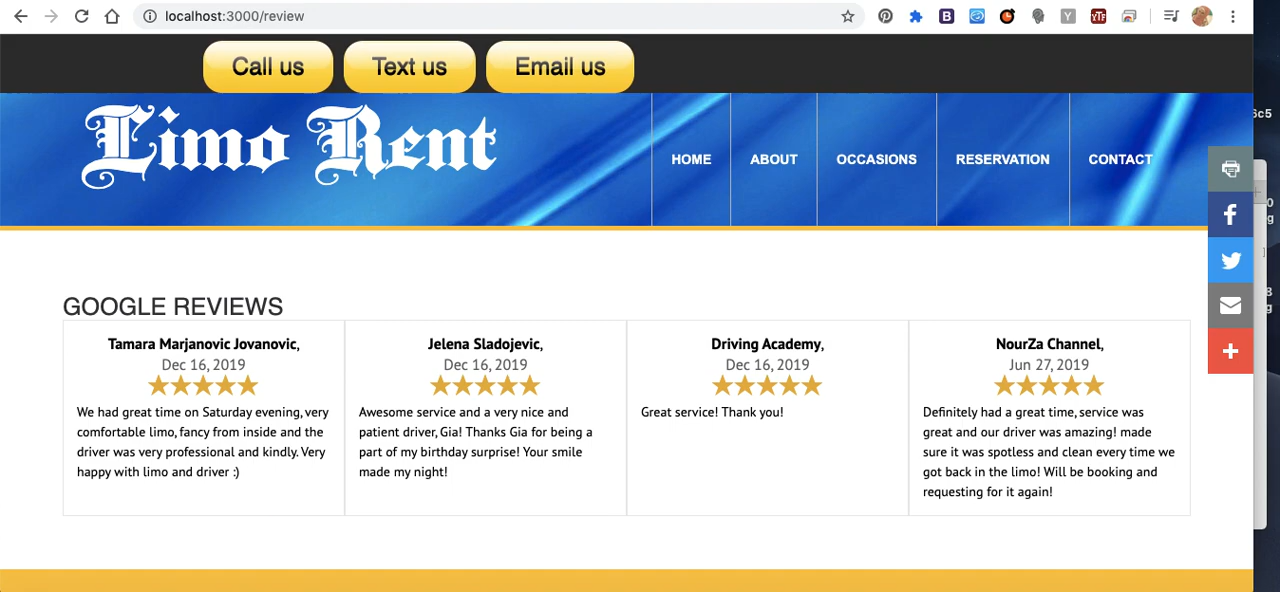 localhost:3000/review
Call us
Text us
Email us
Limo Rent
HOME
ABOUT
OCCASIONS
RESERVATION
CONTACT
GOOGLE REVIEWS
Tamara Marjanovic Jovanovic,
Dec 16, 2019
We had great time on Saturday evening, very
comfortable limo, fancy from inside and the
driver was very professional and kindly. Very
happy with limo and driver :)
Jelena Sladojevic,
Dec 16, 2019
Awesome service and a very nice and
patient driver, Gia! Thanks Gia for being a
part of my birthday surprise! Your smile
made my night!
Driving Academy,
Dec 16, 2019
Great service! Thank you!
NourZa Channel,
Jun 27, 2019
Definitely had a great time, service was
great and our driver was amazing! made
sure it was spotless and clean every time we
got back in the limo! Will be booking and
requesting for it again!